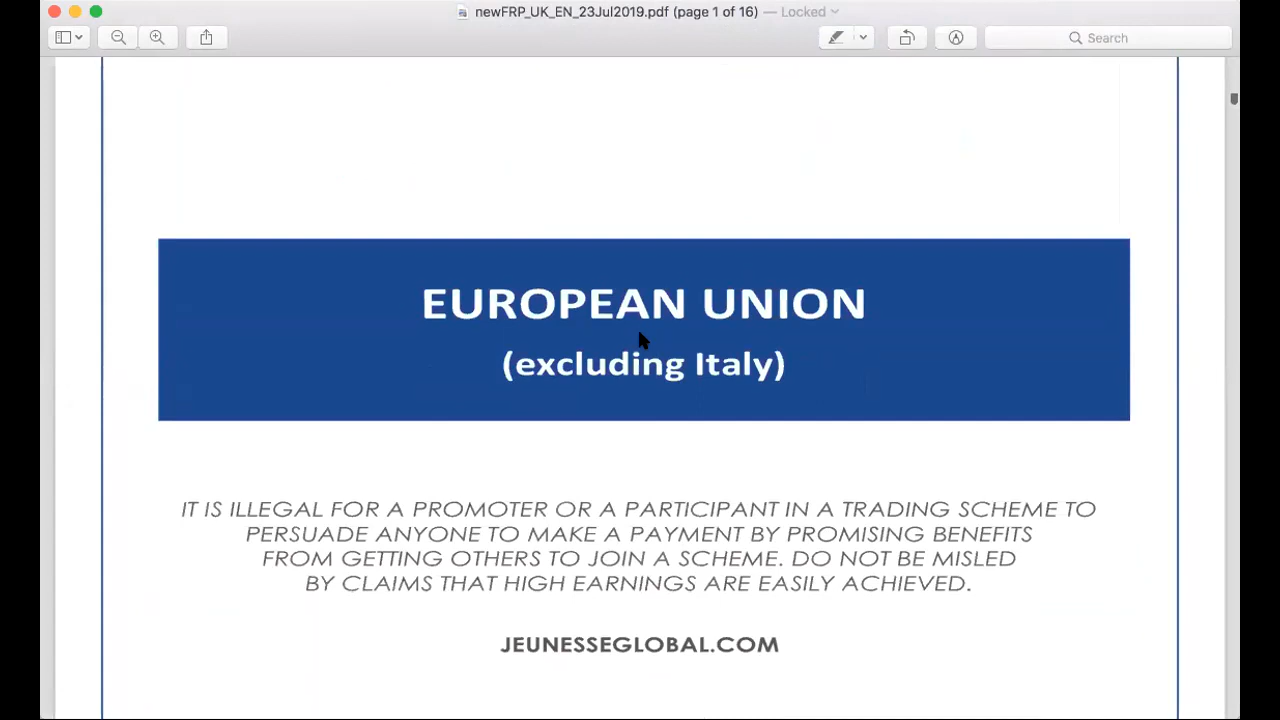 newFRP_UK_EN_23Jul2019.pdf (page 1 of 16) — Locked
Search
EUROPEAN UNION
(excluding Italy)
IT IS ILLEGAL FOR A PROMOTER OR A PARTICIPANT IN A TRADING SCHEME TO
PERSUADE ANYONE TO MAKE A PAYMENT BY PROMISING BENEFITS
FROM GETTING OTHERS TO JOIN A SCHEME. DO NOT BE MISLED
BY CLAIMS THAT HIGH EARNINGS ARE EASILY ACHIEVED.
JEUNESSEGLOBAL.COM